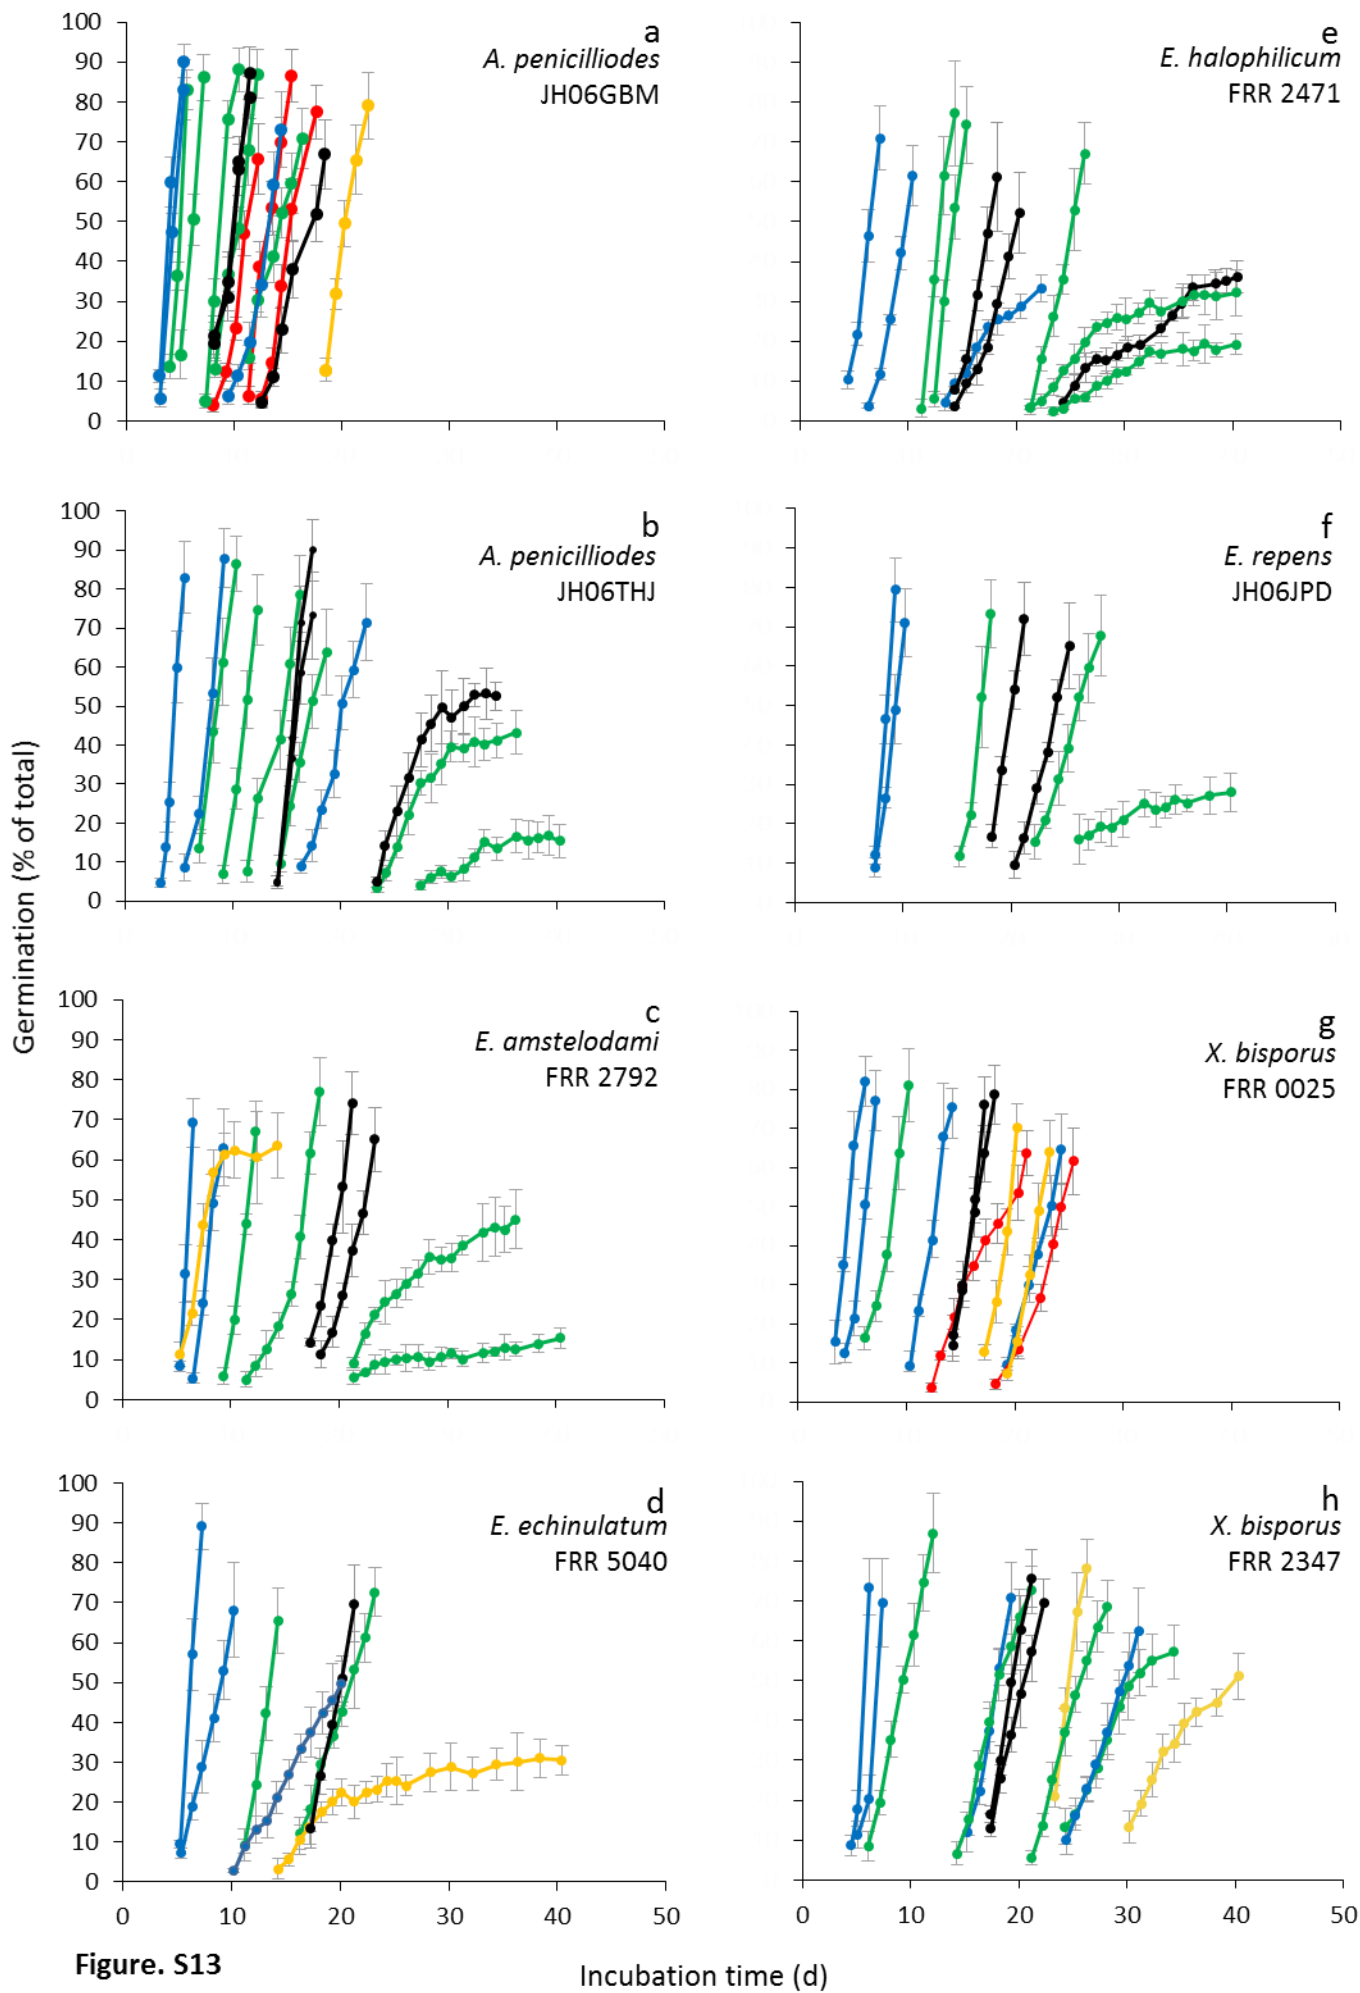 a
A. penicilliodes
JH06GBM
100
90
80
70
60
50
40
30
20
10
0
e
E. halophilicum
FRR 2471
b
A. penicilliodes
JH06THJ
100
90
80
70
60
50
40
30
20
10
0
f
E. repens
JH06JPD
Germination (% of total)
c
E. amstelodami
FRR 2792
100
90
80
70
60
50
40
30
20
10
0
g
X. bisporus
FRR 0025
d
E. echinulatum
FRR 5040
100
90
80
70
60
50
40
30
20
10
0
0 10 20 30 40 50
h
X. bisporus
FRR 2347
0 10 20 30 40 50
Figure. S13
Incubation time (d)